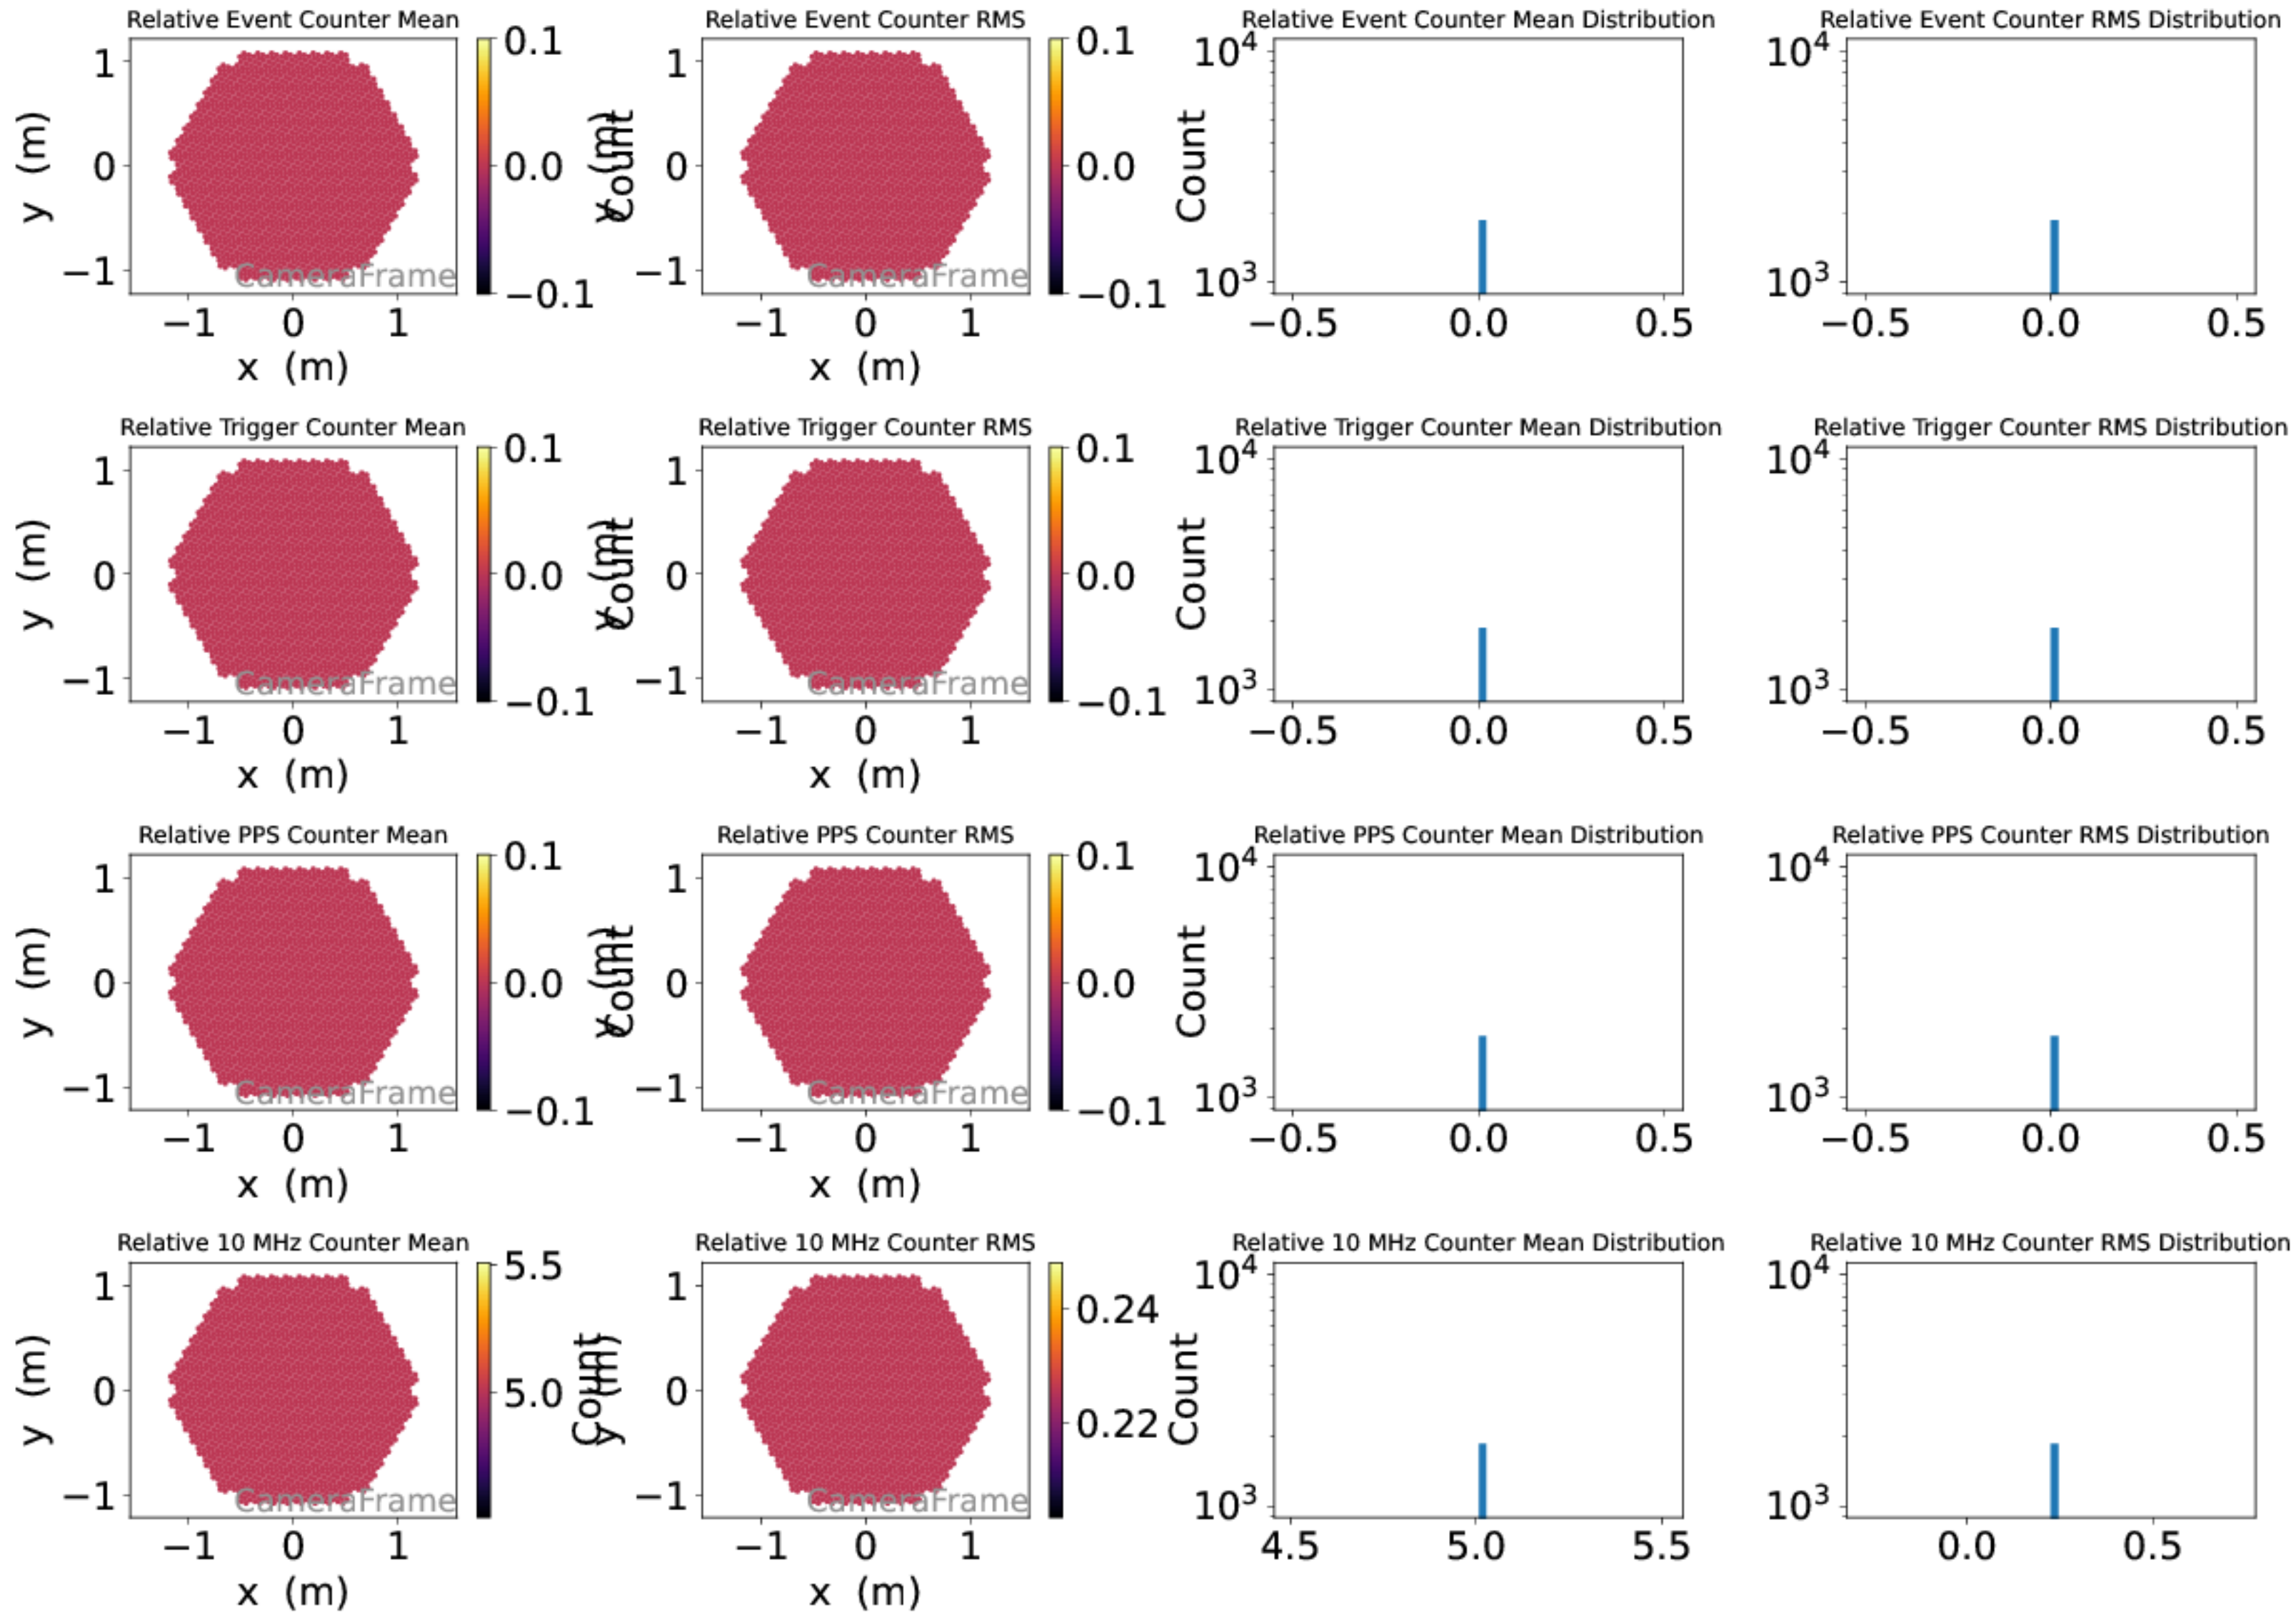 Relative Event Counter Mean
1
0
−1
y (m)
−1 0 1
x (m)
CameraFrame
0.1
0.0
−0.1
Count
Relative Event Counter RMS
y (m)
1
0
−1
−1 0 1
x (m)
CameraFrame
0.1
0.0
−0.1
Count
Relative Event Counter Mean Distribution
10^4
10^3
−0.5 0.0 0.5
Relative Event Counter RMS Distribution
10^4
10^3
−0.5 0.0 0.5
Relative Trigger Counter Mean
1
0
−1
y (m)
−1 0 1
x (m)
CameraFrame
0.1
0.0
−0.1
Count
Relative Trigger Counter RMS
y (m)
1
0
−1
−1 0 1
x (m)
CameraFrame
0.1
0.0
−0.1
Count
Relative Trigger Counter Mean Distribution
10^4
10^3
−0.5 0.0 0.5
Relative Trigger Counter RMS Distribution
10^4
10^3
−0.5 0.0 0.5
Relative PPS Counter Mean
1
0
−1
y (m)
−1 0 1
x (m)
CameraFrame
0.1
0.0
−0.1
Count
Relative PPS Counter RMS
y (m)
1
0
−1
−1 0 1
x (m)
CameraFrame
0.1
0.0
−0.1
Count
Relative PPS Counter Mean Distribution
10^4
10^3
−0.5 0.0 0.5
Relative PPS Counter RMS Distribution
10^4
10^3
−0.5 0.0 0.5
Relative 10 MHz Counter Mean
1
0
−1
y (m)
−1 0 1
x (m)
CameraFrame
5.5
5.0
Count
Relative 10 MHz Counter RMS
y (m)
1
0
−1
−1 0 1
x (m)
CameraFrame
0.24
0.22
Count
Relative 10 MHz Counter Mean Distribution
10^4
10^3
4.5 5.0 5.5
Relative 10 MHz Counter RMS Distribution
10^4
10^3
0.0 0.5